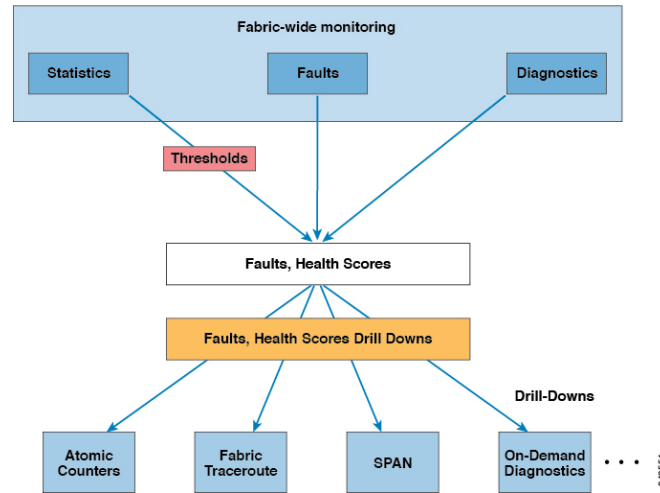 Fabric-wide monitoring
Statistics
Faults
Diagnostics
Thresholds
Faults, Health Scores
Faults, Health Scores Drill Downs
Drill-Downs
Atomic
Counters
Fabric
Traceroute
SPAN
On-Demand
Diagnostics
• • •